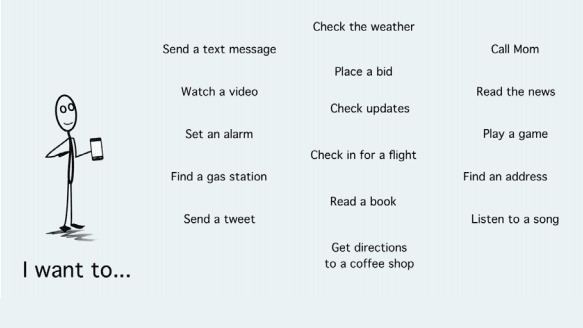 Check the weather
Send a text message
Call Mom
Place a bid
Watch a video
Read the news
Check updates
Set an alarm
Play a game
Check in for a flight
Find a gas station
Find an address
Read a book
Send a tweet
Listen to a song
Get directions
to a coffee shop
I want to...